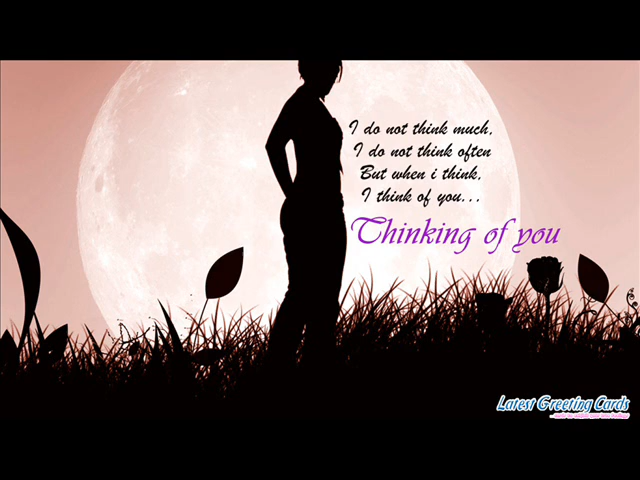 I do not think much,
I do not think often
But when i think,
I think of you...
Thinking of you
Latest Greeting Cards